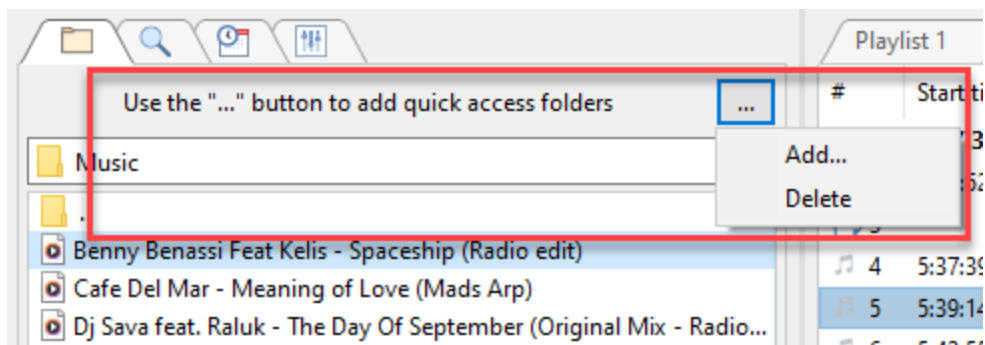 Playlist 1
Use the "..." button to add quick access folders
...
#
Start ti
Add...
Delete
Music
Benny Benassi Feat Kelis - Spaceship (Radio edit)
Cafe Del Mar - Meaning of Love (Mads Arp)
4 5:37:39
Dj Sava feat. Raluk - The Day Of September (Original Mix - Radio...
5 5:39:14